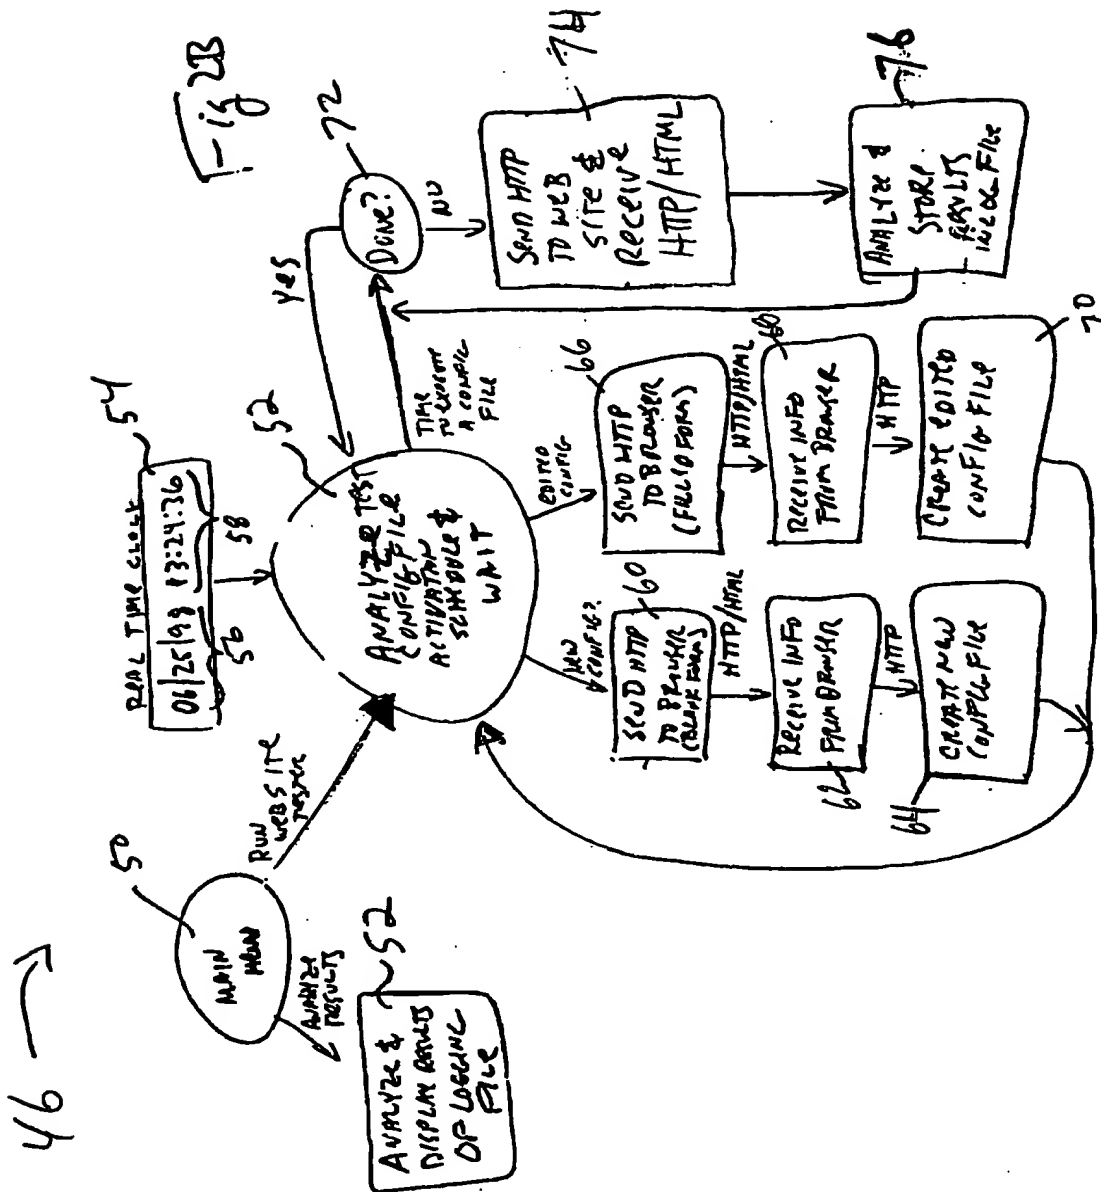 46
Fig 2B
50
MAIN
MENU
ANALYZE
RESULTS
52
ANALYZE &
DISPLAY RESULTS
OF LOGGING
FILE
RUN
WEBSITE
TESTER
REAL TIME CLOCK
54
06/25/99 13:24:36
56
58
52
ANALYZE TEST
CONFIG FILE
ACTIVATION
SCHEDULE &
WAIT
NEW
CONFIG?
60
SEND HTTP
TO BROWSER
(BLANK FORM)
HTTP/HTML
RECEIVE INFO
FROM BROWSER
62
HTTP
CREATE NEW
CONFIG FILE
64
EDITED
CONFIG
66
SEND HTTP
TO BROWSER
(FILLED FORM)
HTTP/HTML
68
RECEIVE INFO
FROM BROWSER
HTTP
CREATE EDITED
CONFIG FILE
70
TIME
TO EXECUTE
A CONFIG
FILE
YES
72
DONE?
NO
74
SEND HTTP
TO WEB
SITE &
RECEIVE
HTTP/HTML
76
ANALYZE &
STORE
RESULTS
IN LOG FILE